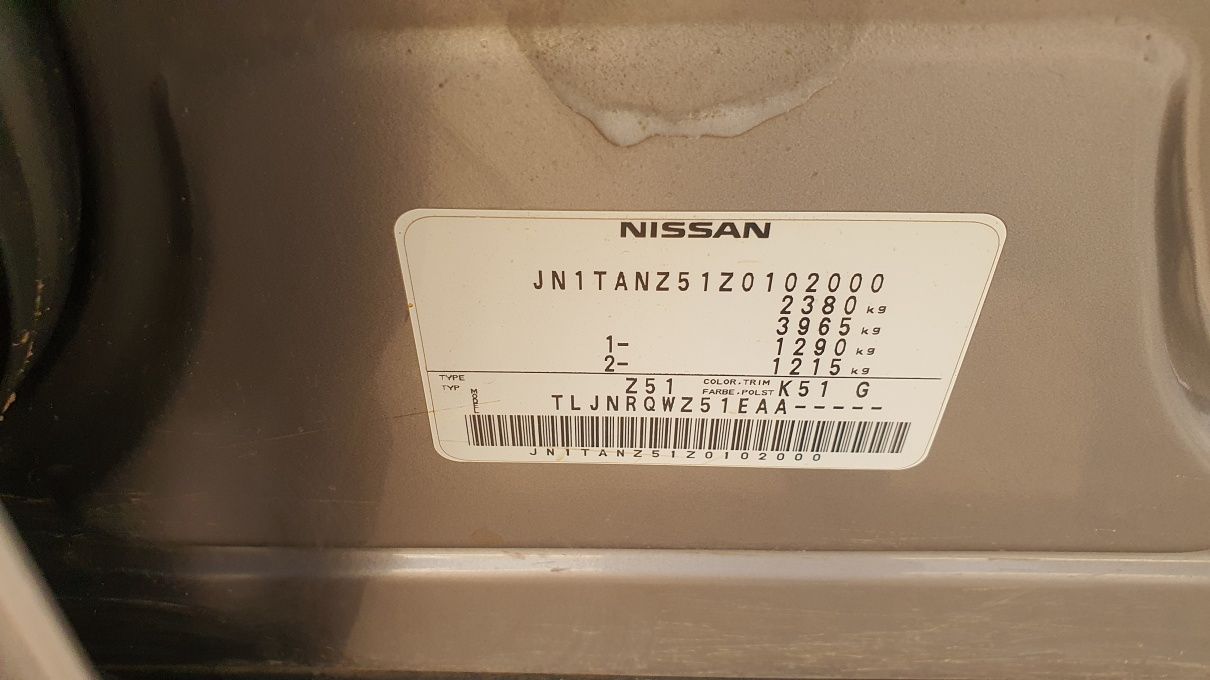 NISSAN
JN1TANZ51Z0102000
2380 kg
3965 kg
1- 1290 kg
2- 1215 kg
TYPE
TYP Z51 COLOR.TRIM
FARBE.POLST K51 G
MODELE TLJNRQWZ51EAA-----
JN1TANZ51Z0102000